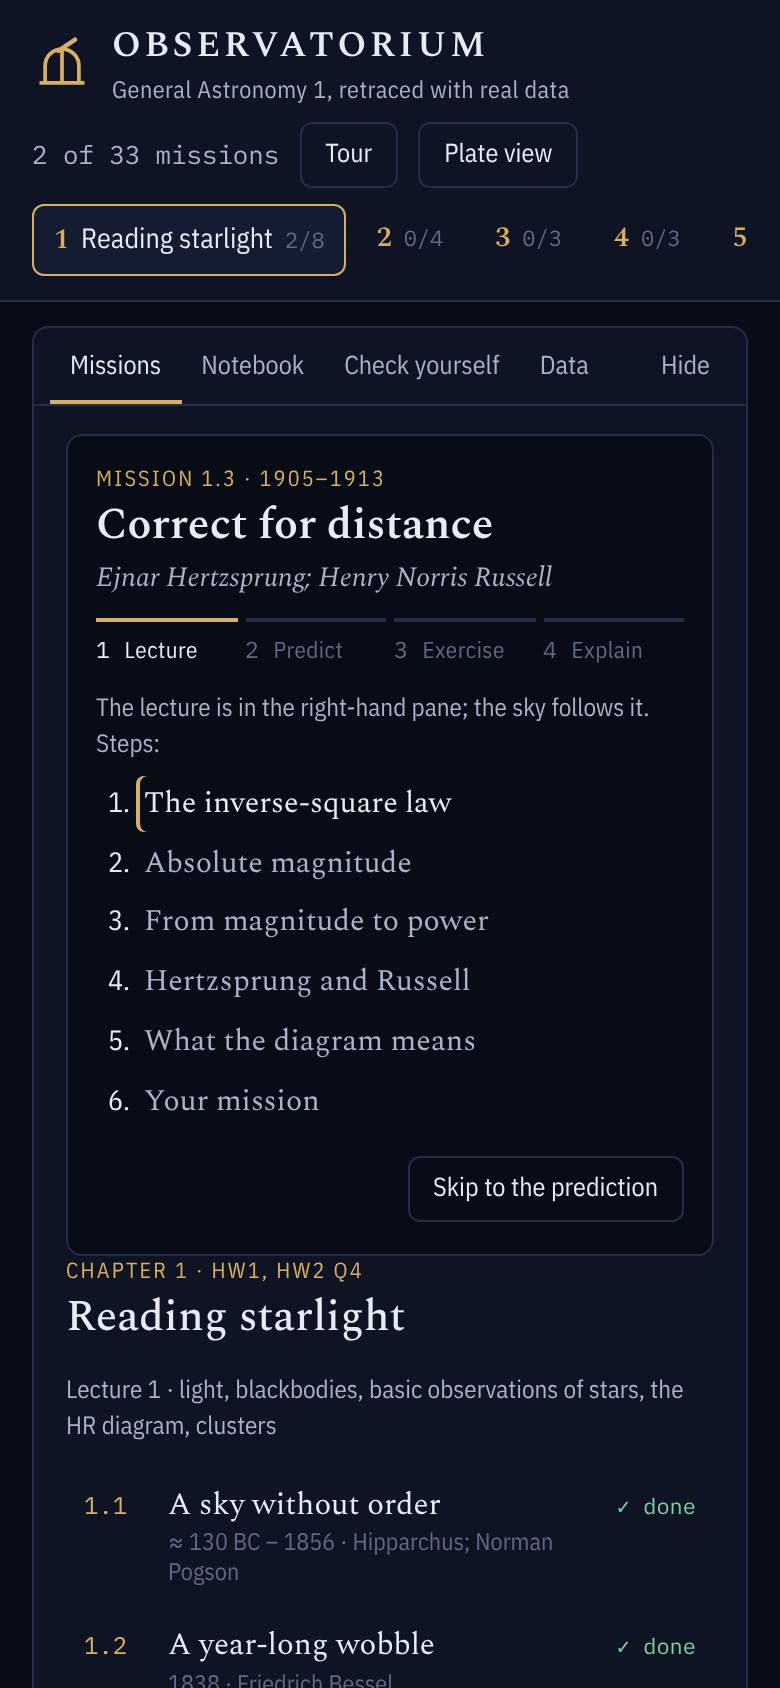 OBSERVATORIUM
General Astronomy 1, retraced with real data
2 of 33 missions Tour Plate view
1 Reading starlight 2/8 2 0/4 3 0/3 4 0/3 5
Missions Notebook Check yourself Data Hide
MISSION 1.3 · 1905–1913
Correct for distance
Ejnar Hertzsprung; Henry Norris Russell
1 Lecture 2 Predict 3 Exercise 4 Explain
The lecture is in the right-hand pane; the sky follows it.
Steps:
1. The inverse-square law
2. Absolute magnitude
3. From magnitude to power
4. Hertzsprung and Russell
5. What the diagram means
6. Your mission
Skip to the prediction
CHAPTER 1 · HW1, HW2 Q4
Reading starlight
Lecture 1 · light, blackbodies, basic observations of stars, the
HR diagram, clusters
1.1 A sky without order ✓ done
≈ 130 BC – 1856 · Hipparchus; Norman
Pogson
1.2 A year-long wobble ✓ done
1838 · Friedrich Bessel